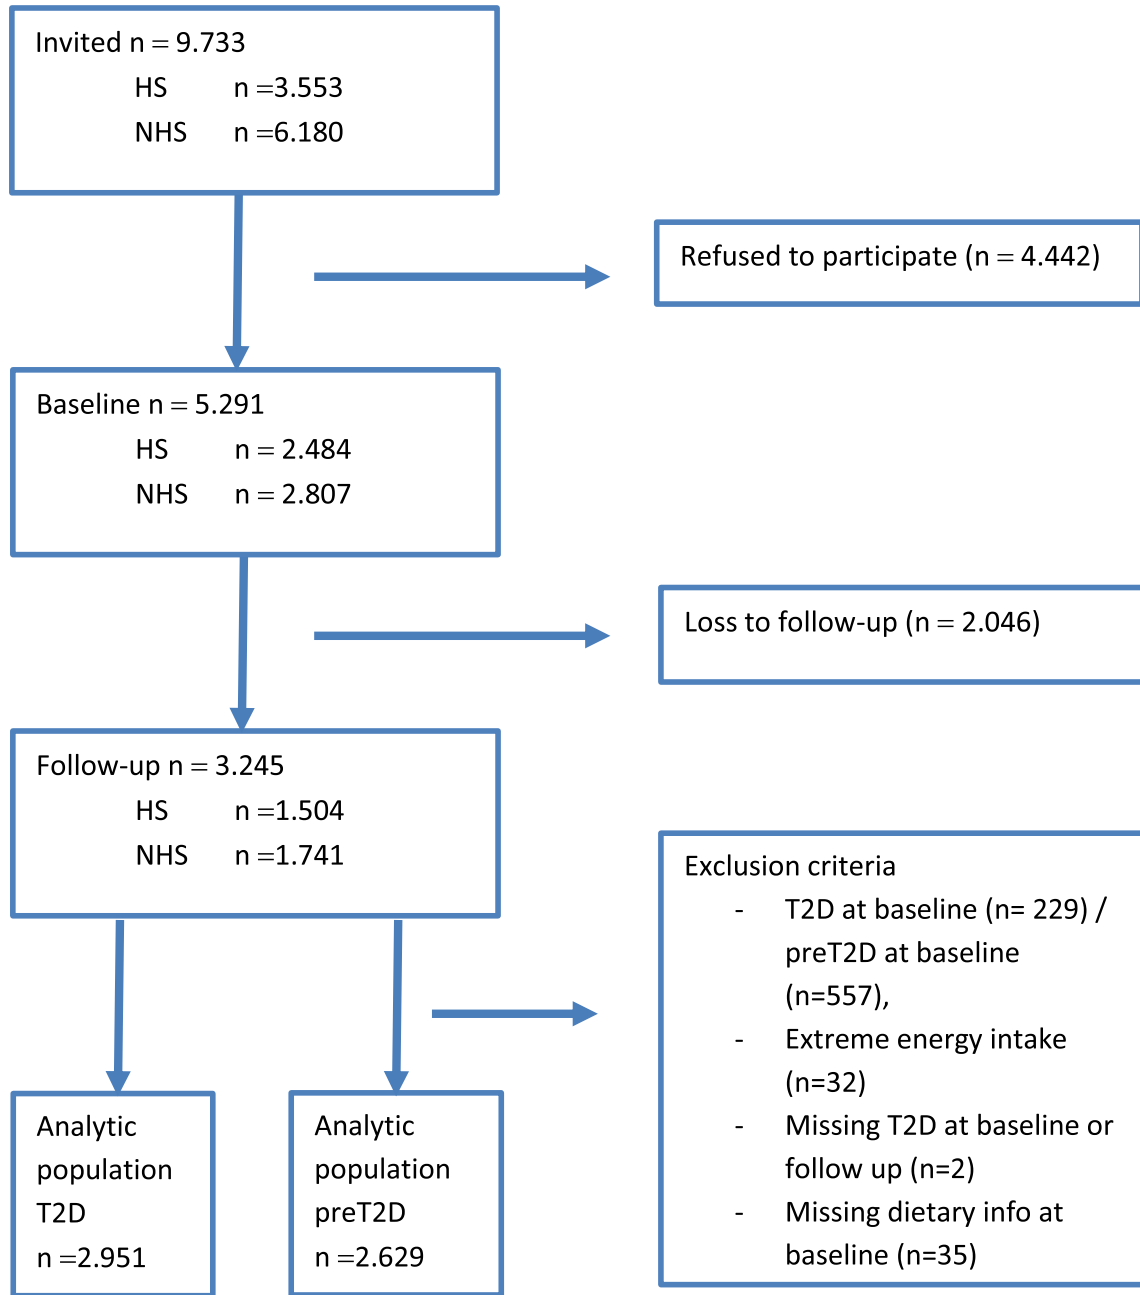 Invited n = 9.733
HS n =3.553
NHS n =6.180
Refused to participate (n = 4.442)
Baseline n = 5.291
HS n = 2.484
NHS n = 2.807
Loss to follow-up (n = 2.046)
Follow-up n = 3.245
HS n =1.504
NHS n =1.741
Exclusion criteria
- T2D at baseline (n= 229) /
preT2D at baseline
(n=557),
- Extreme energy intake
(n=32)
- Missing T2D at baseline or
follow up (n=2)
- Missing dietary info at
baseline (n=35)
Analytic
population
T2D
n =2.951
Analytic
population
preT2D
n =2.629